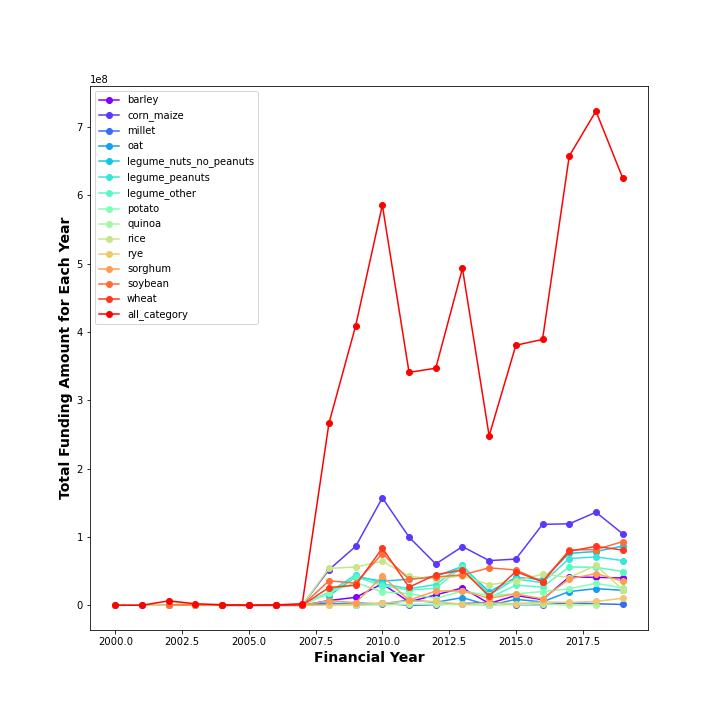 1e8
7
6
5
4
3
2
1
0
Total Funding Amount for Each Year
barley
corn_maize
millet
oat
legume_nuts_no_peanuts
legume_peanuts
legume_other
potato
quinoa
rice
rye
sorghum
soybean
wheat
all_category
2000.0 2002.5 2005.0 2007.5 2010.0 2012.5 2015.0 2017.5
Financial Year